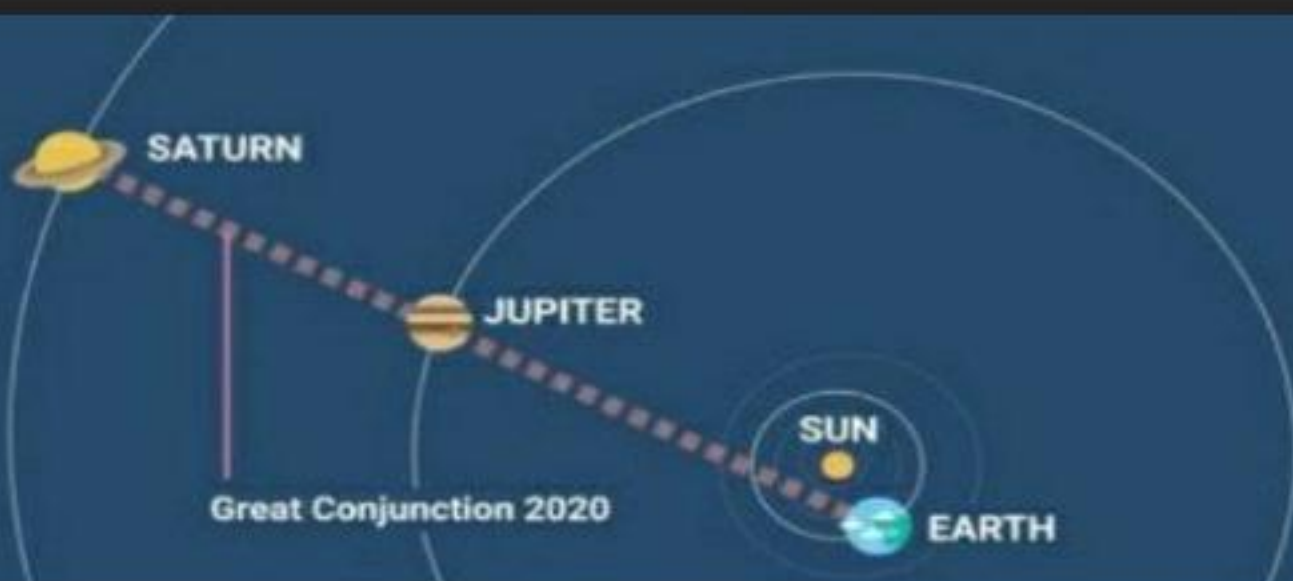 SATURN
JUPITER
SUN
Great Conjunction 2020
EARTH